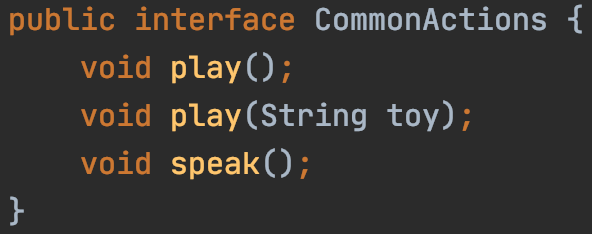 public interface CommonActions {
    void play();
    void play(String toy);
    void speak();
}